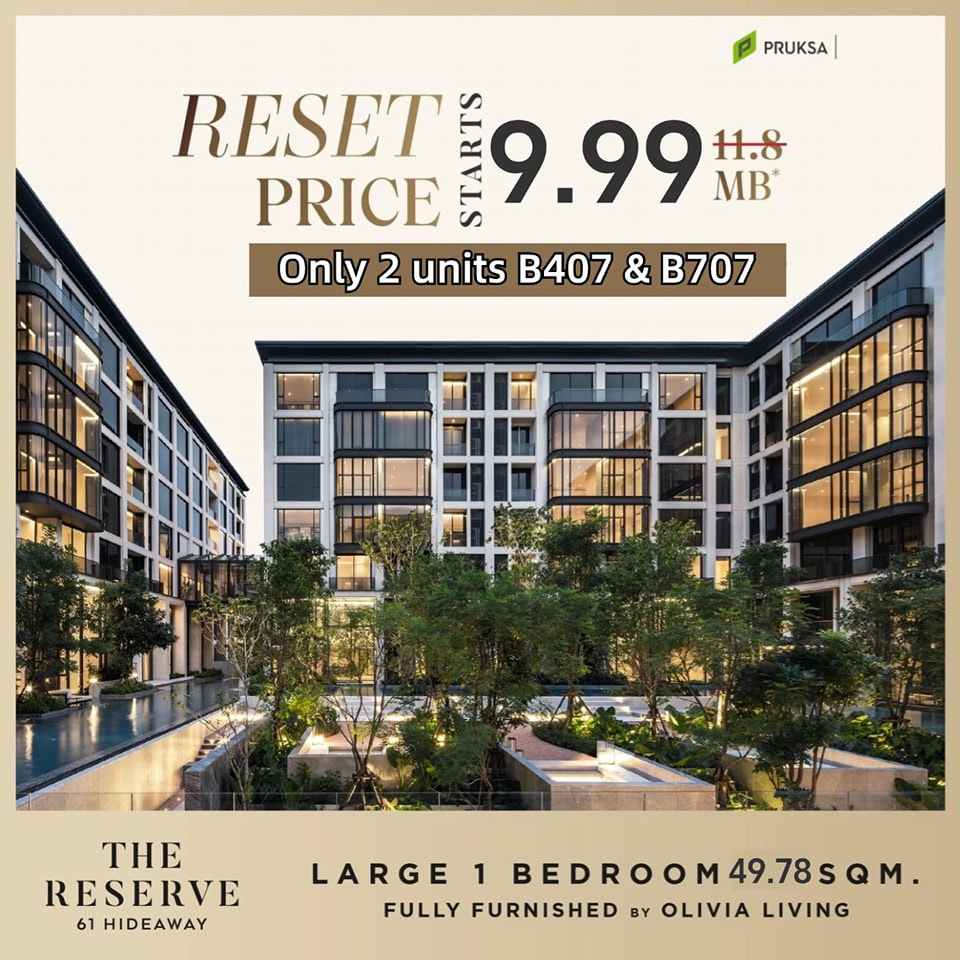 PRUKSA
RESET
PRICE
STARTS
9.99
11.8
MB*
Only 2 units B407 & B707
THE
RESERVE
61 HIDEAWAY
LARGE 1 BEDROOM 49.78 SQM.
FULLY FURNISHED BY OLIVIA LIVING